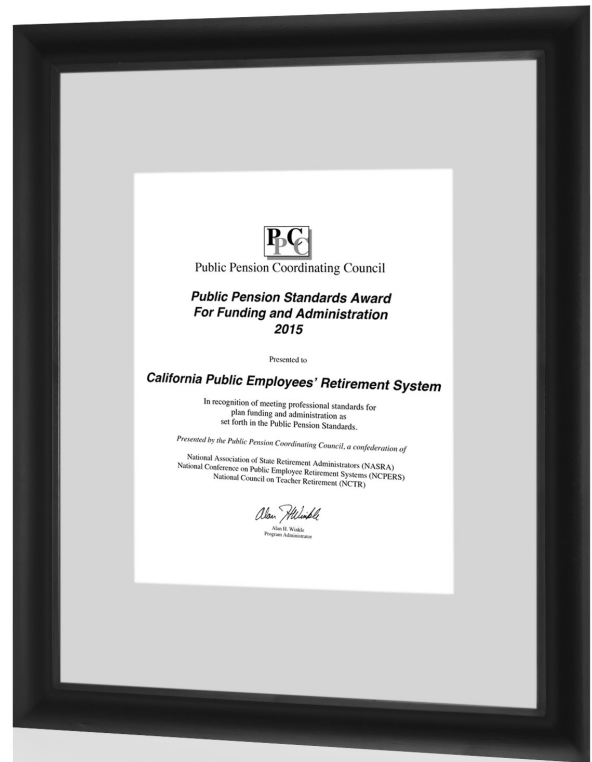 PPCC
Public Pension Coordinating Council
Public Pension Standards Award
For Funding and Administration
2015
Presented to
California Public Employees' Retirement System
In recognition of meeting professional standards for
plan funding and administration as
set forth in the Public Pension Standards.
Presented by the Public Pension Coordinating Council, a confederation of
National Association of State Retirement Administrators (NASRA)
National Conference on Public Employee Retirement Systems (NCPERS)
National Council on Teacher Retirement (NCTR)
Alan H. Winkle
Alan H. Winkle
Program Administrator